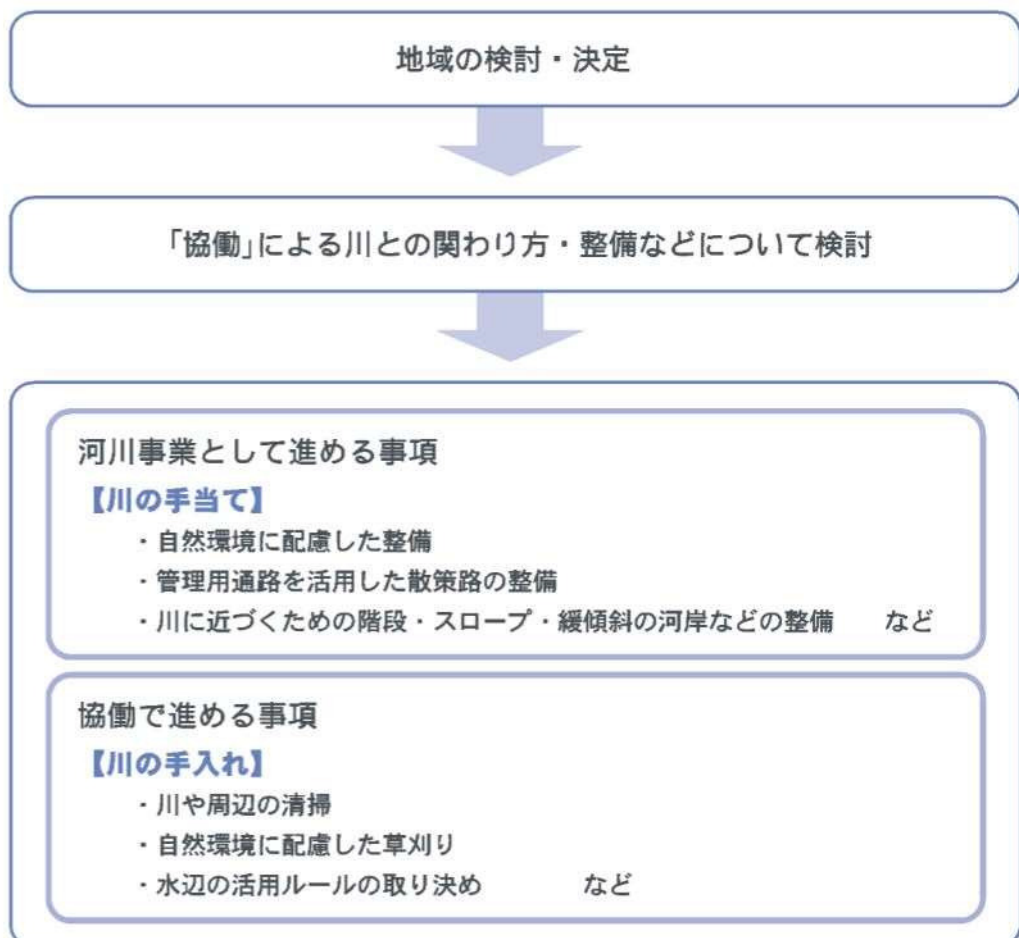 地域の検討・決定
「協働」による川との関わり方・整備などについて検討
河川事業として進める事項
【川の手当て】
・自然環境に配慮した整備
・管理用通路を活用した散策路の整備
・川に近づくための階段・スロープ・緩傾斜の河岸などの整備　　など
協働で進める事項
【川の手入れ】
・川や周辺の清掃
・自然環境に配慮した草刈り
・水辺の活用ルールの取り決め　　　　など